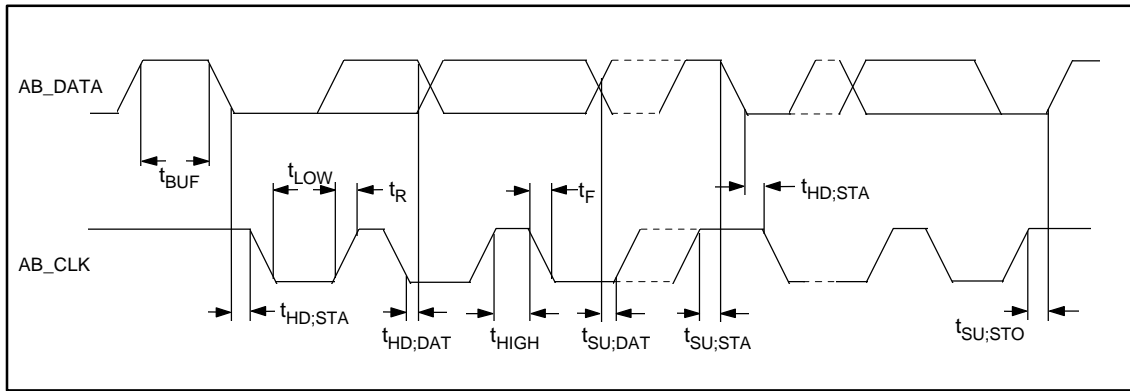 AB_DATA
tBUF
tLOW
tR
tF
tHD;STA
AB_CLK
tHD;STA
tHD;DAT
tHIGH
tSU;DAT
tSU;STA
tSU;STO